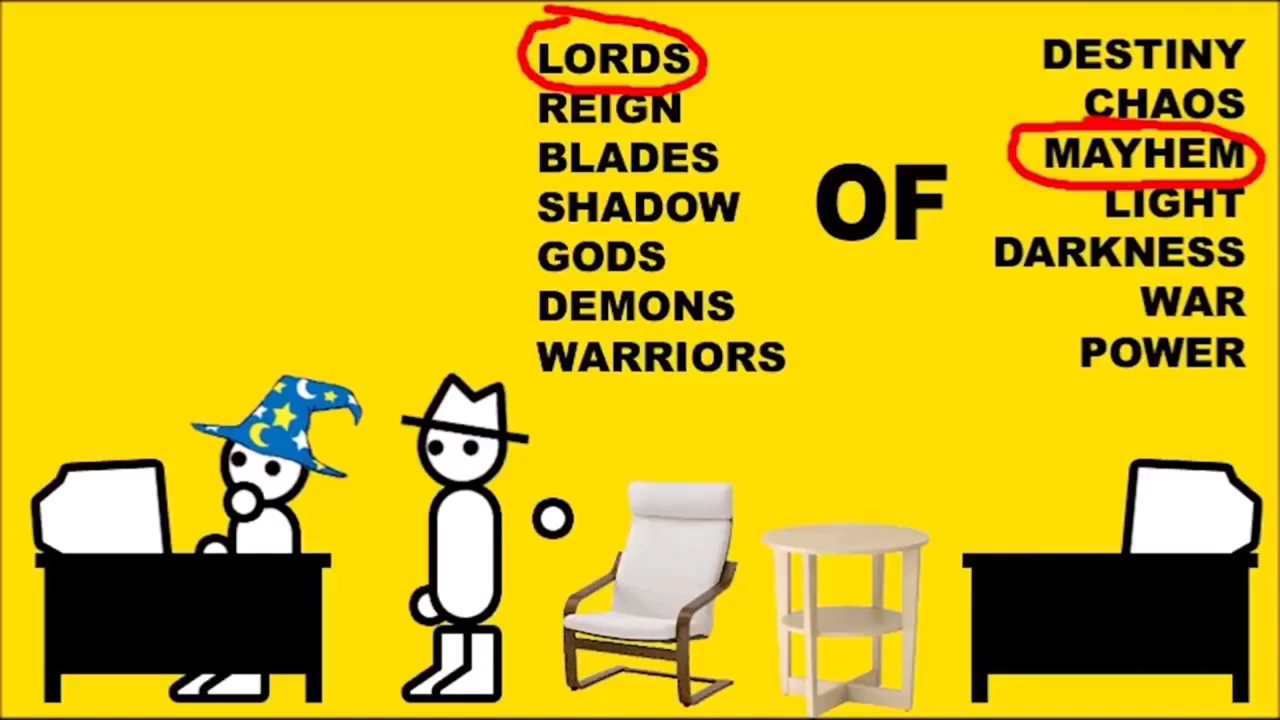 LORDS
REIGN
BLADES
SHADOW
GODS
DEMONS
WARRIORS
OF
DESTINY
CHAOS
MAYHEM
LIGHT
DARKNESS
WAR
POWER